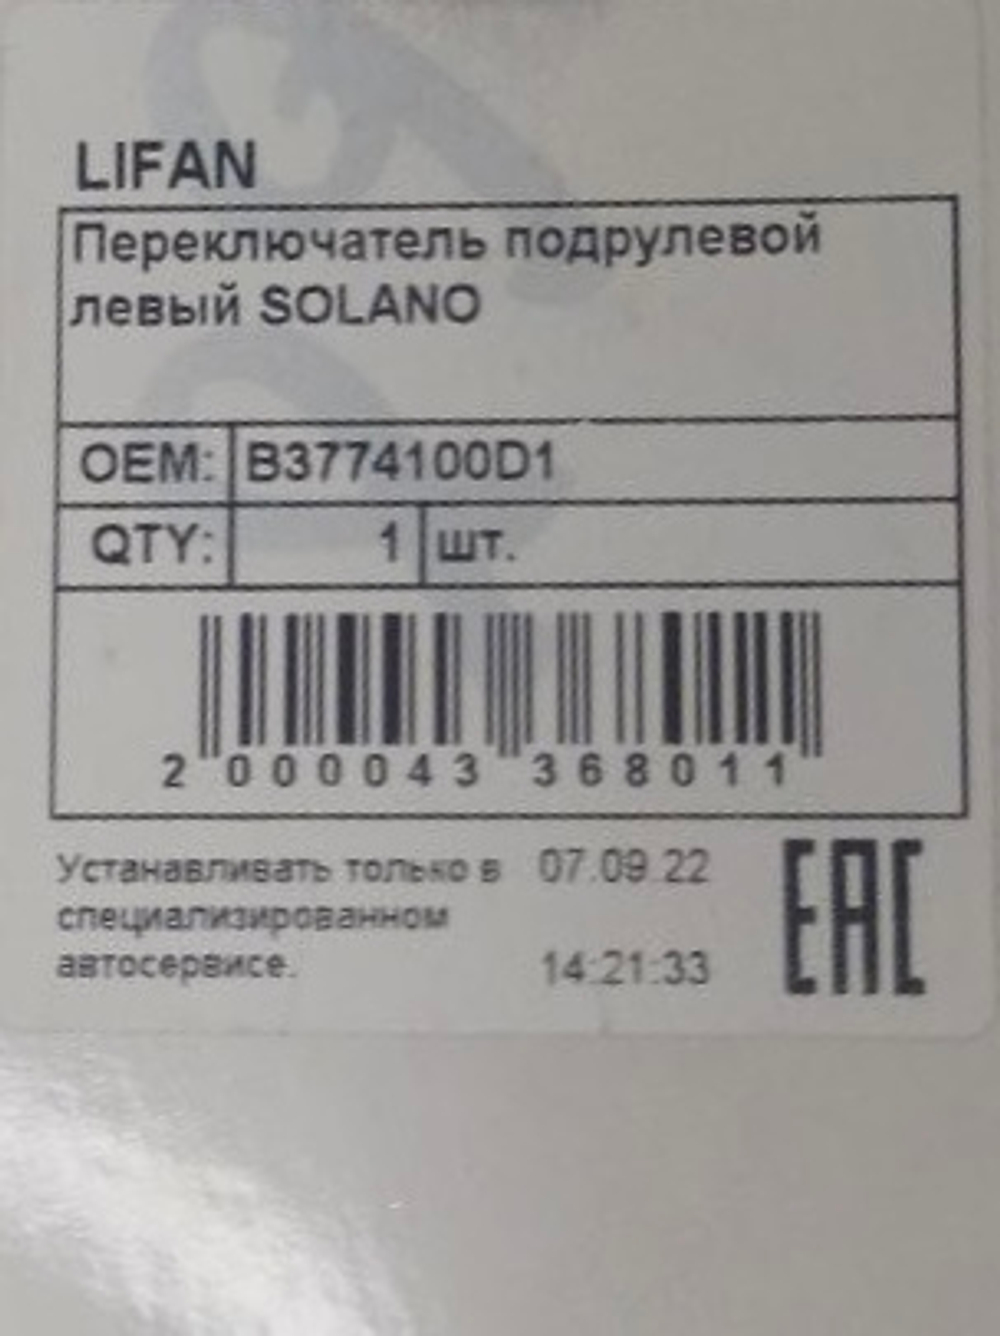 LIFAN
Переключатель подрулевой
левый SOLANO
OEM: B3774100D1
QTY: 1 шт.
2 000043 368011
Устанавливать только в 07.09.22
специализированном
автосервисе. 14:21:33
EAC